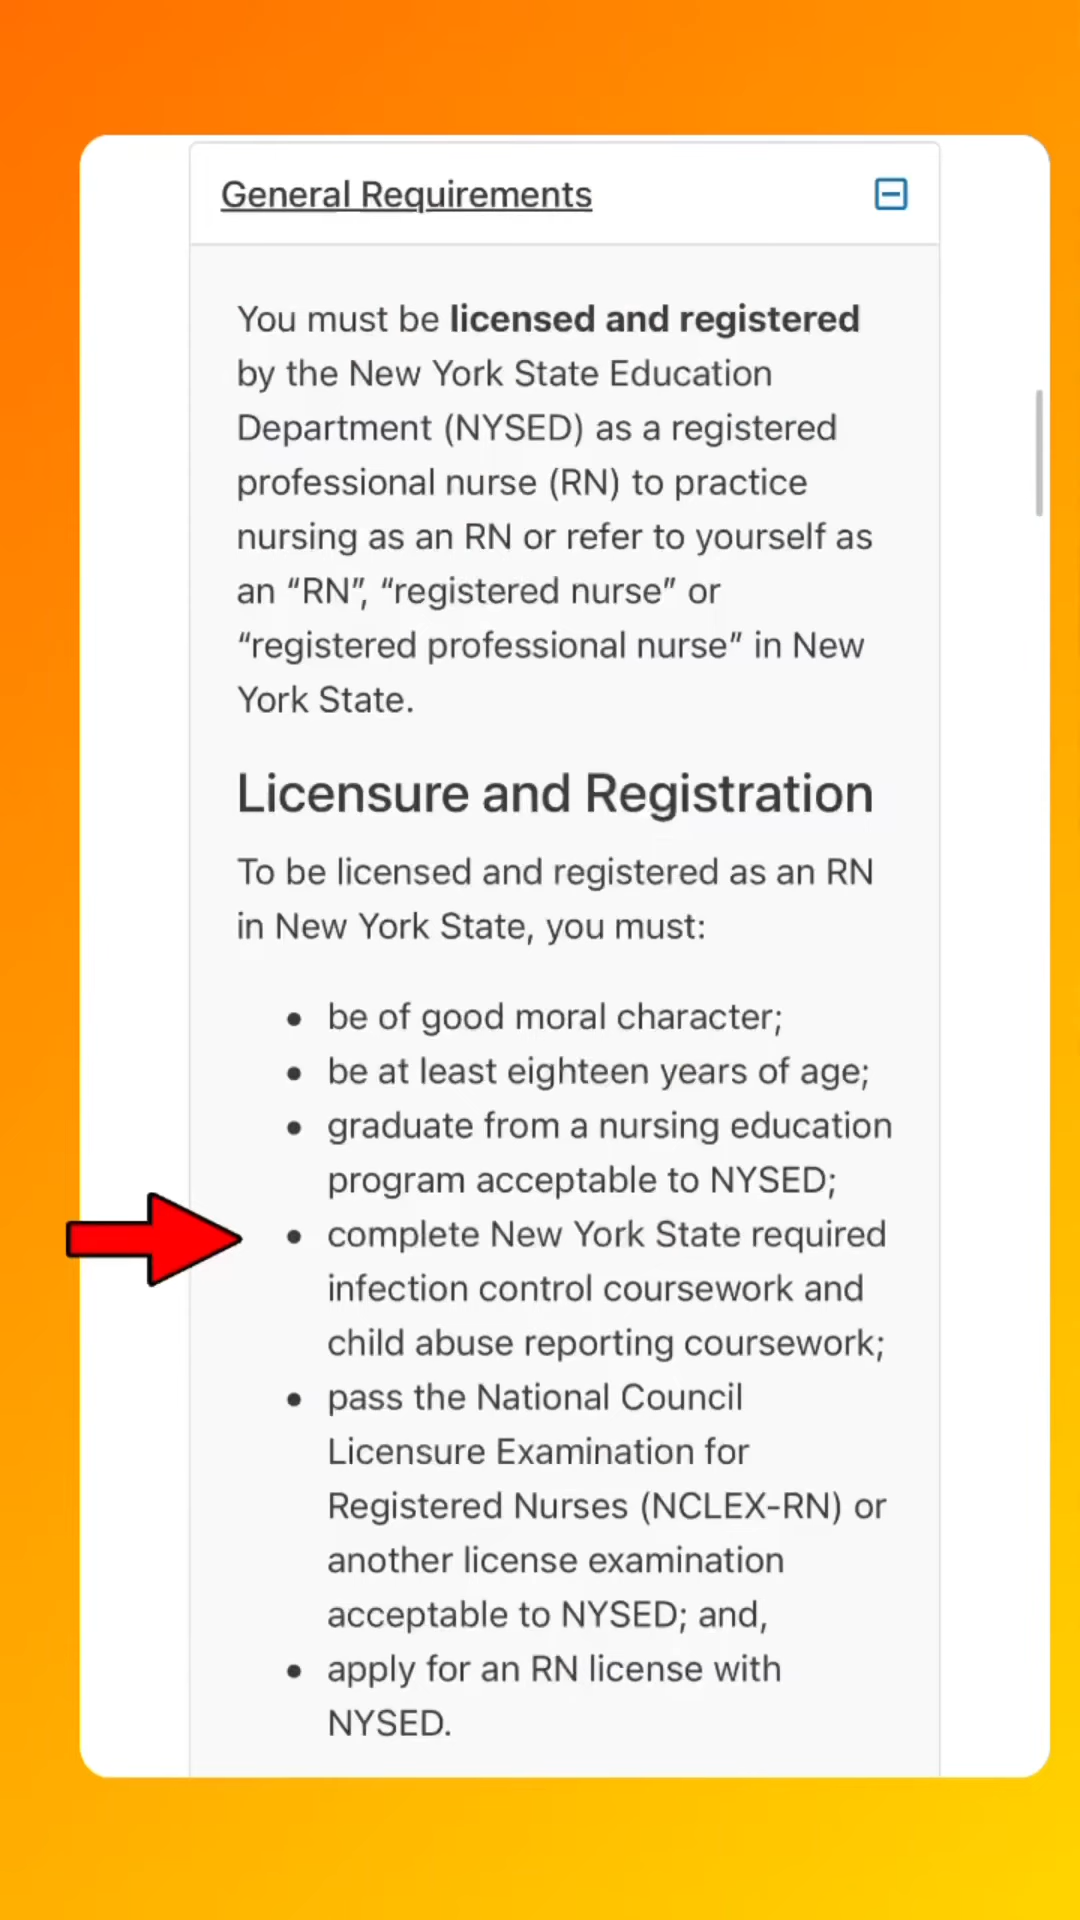 General Requirements
You must be licensed and registered
by the New York State Education
Department (NYSED) as a registered
professional nurse (RN) to practice
nursing as an RN or refer to yourself as
an “RN”, “registered nurse” or
“registered professional nurse” in New
York State.
Licensure and Registration
To be licensed and registered as an RN
in New York State, you must:
• be of good moral character;
• be at least eighteen years of age;
• graduate from a nursing education
program acceptable to NYSED;
• complete New York State required
infection control coursework and
child abuse reporting coursework;
• pass the National Council
Licensure Examination for
Registered Nurses (NCLEX-RN) or
another license examination
acceptable to NYSED; and,
• apply for an RN license with
NYSED.